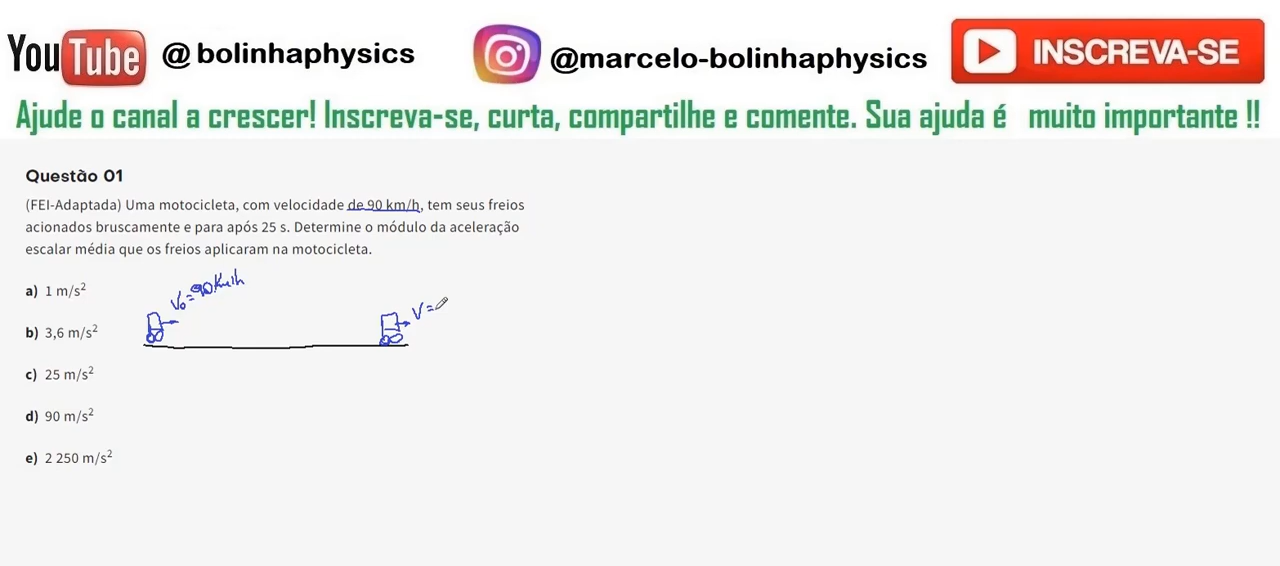 YouTube @bolinhaphysics @marcelo-bolinhaphysics INSCREVA-SE
Ajude o canal a crescer! Inscreva-se, curta, compartilhe e comente. Sua ajuda é muito importante !!
Questão 01
(FEI-Adaptada) Uma motocicleta, com velocidade de 90 km/h, tem seus freios
acionados bruscamente e para após 25 s. Determine o módulo da aceleração
escalar média que os freios aplicaram na motocicleta.
a) 1 m/s²
V₀=90Km/h
V=
b) 3,6 m/s²
c) 25 m/s²
d) 90 m/s²
e) 2 250 m/s²